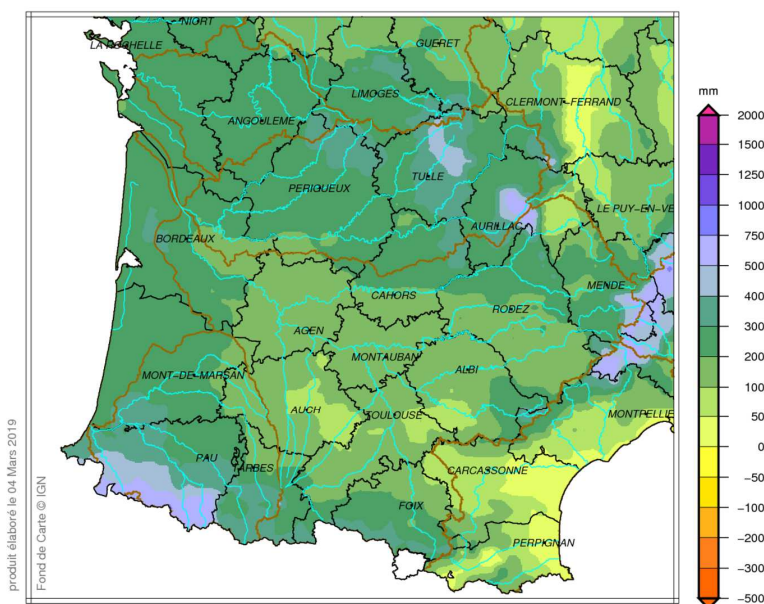 NIORT
LA ROCHELLE
GUERET
LIMOGES
CLERMONT-FERRAND
ANGOULEME
TULLE
PERIGUEUX
LE PUY-EN-VE
AURILLAC
BORDEAUX
MENDE
CAHORS
RODEZ
AGEN
MONTAUBAN
ALBI
MONT-DE-MARSAN
AUCH
TOULOUSE
MONTPELLIE
PAU
TARBES
CARCASSONNE
FOIX
PERPIGNAN
mm
2000
1500
1250
1000
750
500
400
300
200
100
50
0
-50
-100
-200
-300
-500
produit élaboré le 04 Mars 2019
Fond de Carte © IGN